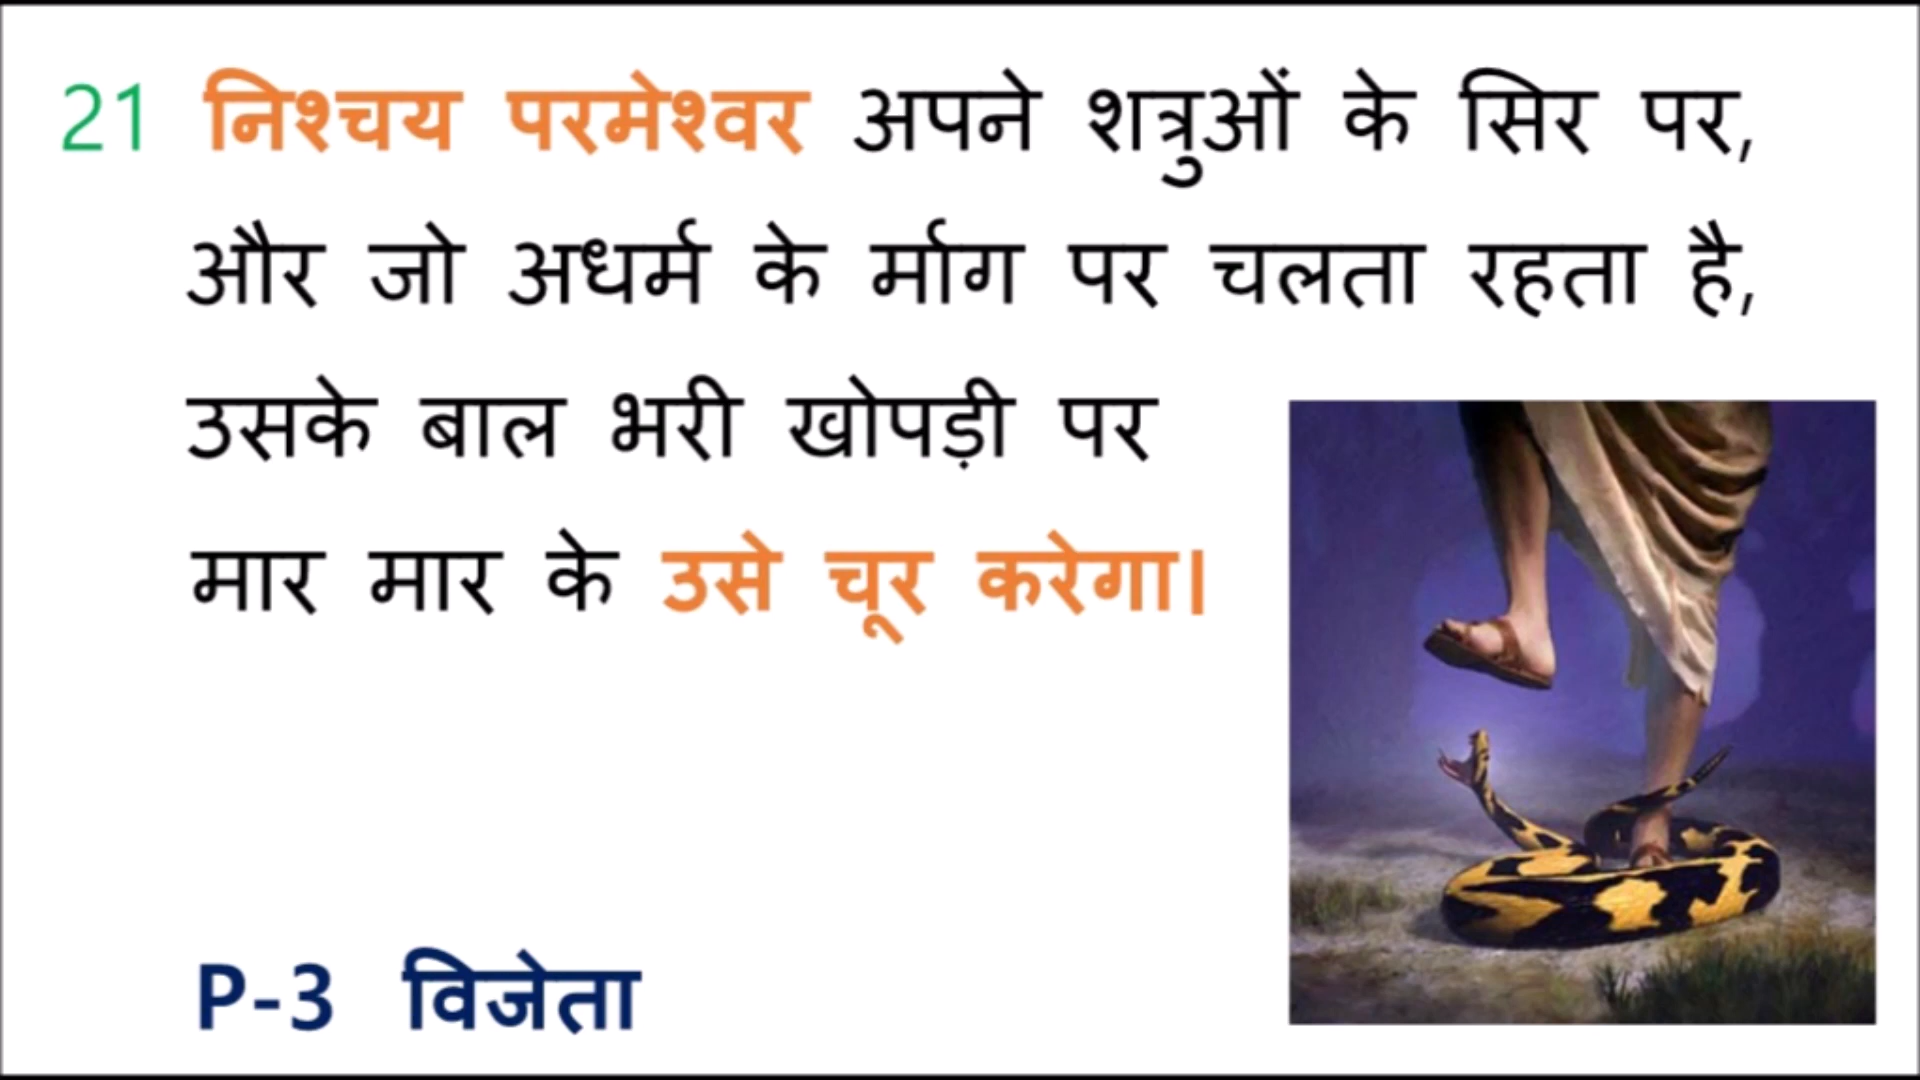 21 निश्चय परमेश्वर अपने शत्रुओं के सिर पर,
और जो अधर्म के र्माग पर चलता रहता है,
उसके बाल भरी खोपड़ी पर
मार मार के उसे चूर करेगा।
P-3 विजेता